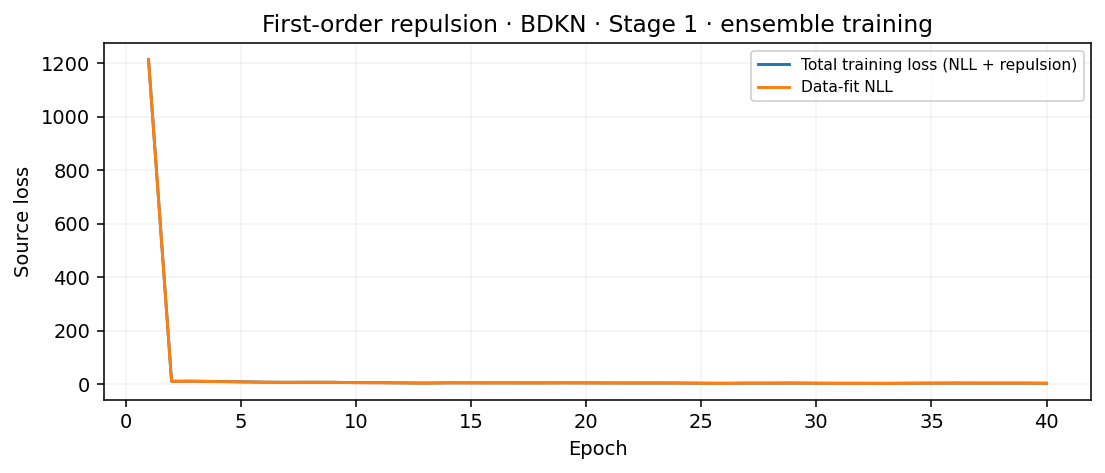 First-order repulsion · BDKN · Stage 1 · ensemble training
Total training loss (NLL + repulsion)
Data-fit NLL
Source loss
1200
1000
800
600
400
200
0
0 5 10 15 20 25 30 35 40
Epoch